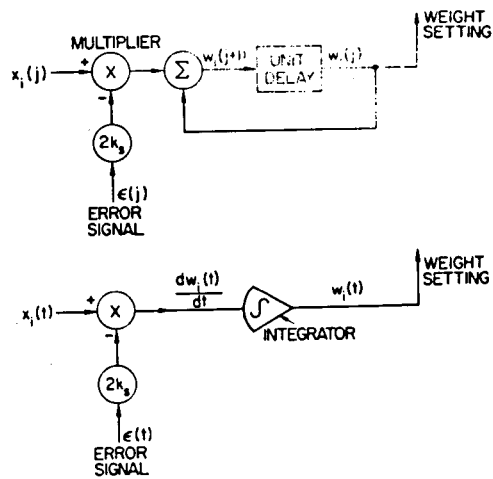 WEIGHT
SETTING
MULTIPLIER
x_i(j) + X Σ w_i(j+1) UNIT w_i(j)
DELAY
-
2k_s
ϵ(j)
ERROR
SIGNAL
WEIGHT
SETTING
dw_i(t)
dt
w_i(t)
x_i(t) + X ∫
INTEGRATOR
-
2k_s
ϵ(t)
ERROR
SIGNAL